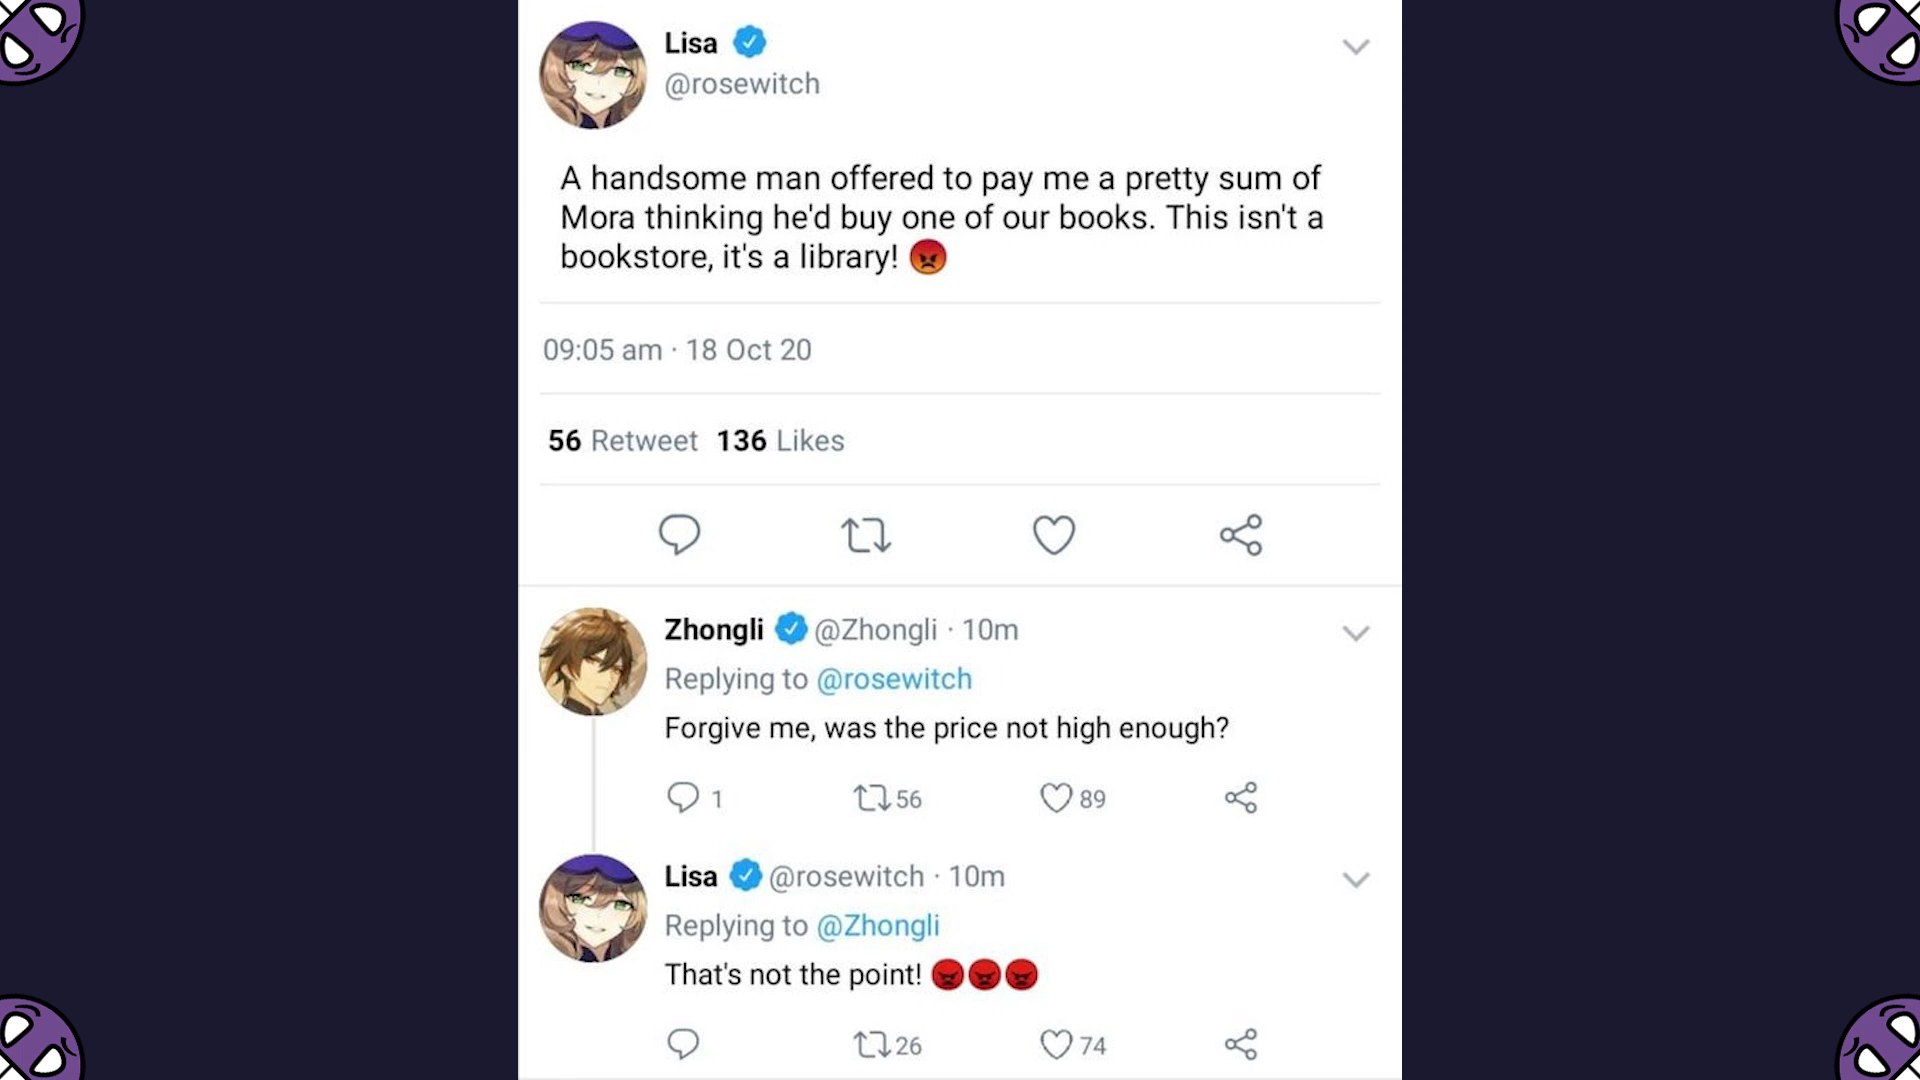 Lisa
@rosewitch
A handsome man offered to pay me a pretty sum of
Mora thinking he'd buy one of our books. This isn't a
bookstore, it's a library! 😡
09:05 am · 18 Oct 20
56 Retweet 136 Likes
Zhongli @Zhongli · 10m
Replying to @rosewitch
Forgive me, was the price not high enough?
1 56 89
Lisa @rosewitch · 10m
Replying to @Zhongli
That's not the point! 😡😡😡
26 74